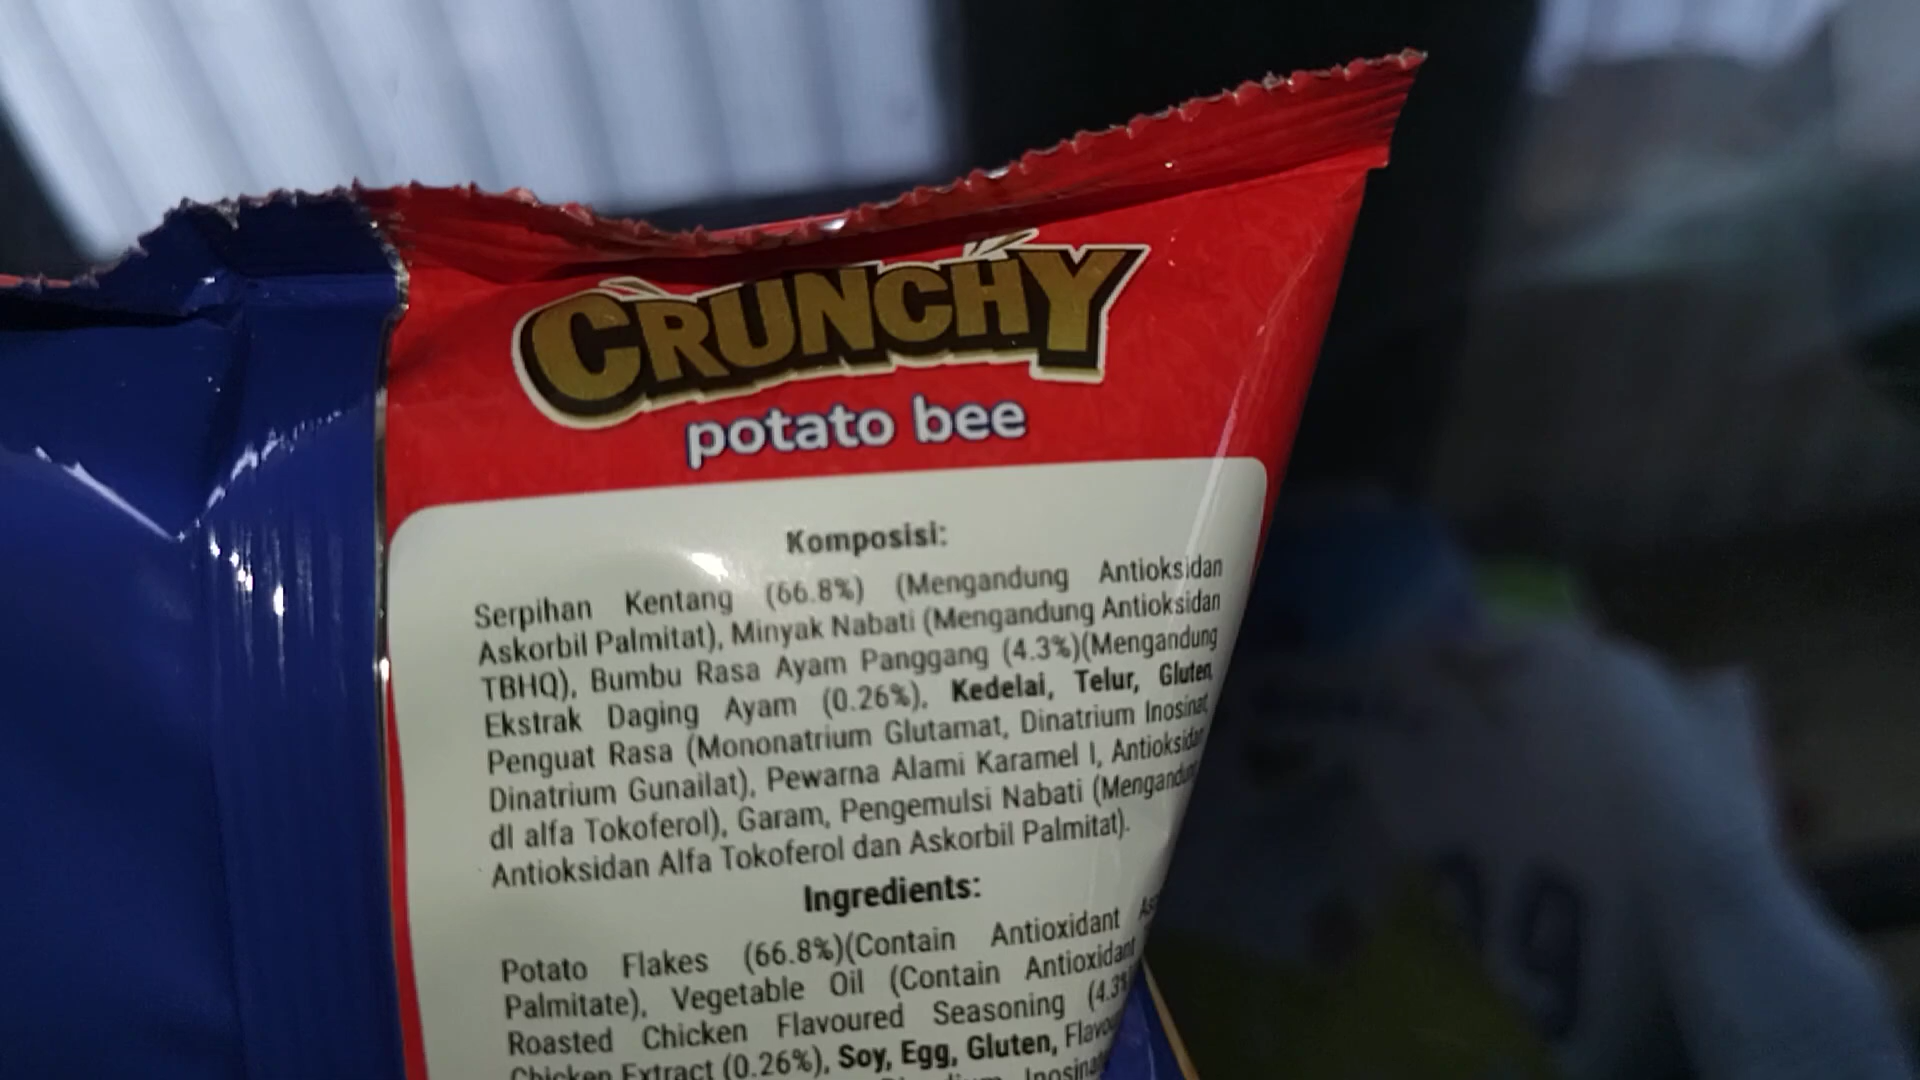 CRUNCHY
potato bee
Komposisi:
Serpihan Kentang (66.8%) (Mengandung Antioksidan
Askorbil Palmitat), Minyak Nabati (Mengandung Antioksidan
TBHQ), Bumbu Rasa Ayam Panggang (4.3%)(Mengandung
Ekstrak Daging Ayam (0.26%), Kedelai, Telur, Gluten,
Penguat Rasa (Mononatrium Glutamat, Dinatrium Inosinat,
Dinatrium Gunailat), Pewarna Alami Karamel I, Antioksidan
dl alfa Tokoferol), Garam, Pengemulsi Nabati (Mengandung
Antioksidan Alfa Tokoferol dan Askorbil Palmitat).
Ingredients:
Potato Flakes (66.8%)(Contain Antioxidant
Palmitate), Vegetable Oil (Contain Antioxidant
Roasted Chicken Flavoured Seasoning (4.3%
Chicken Extract (0.26%), Soy, Egg, Gluten,